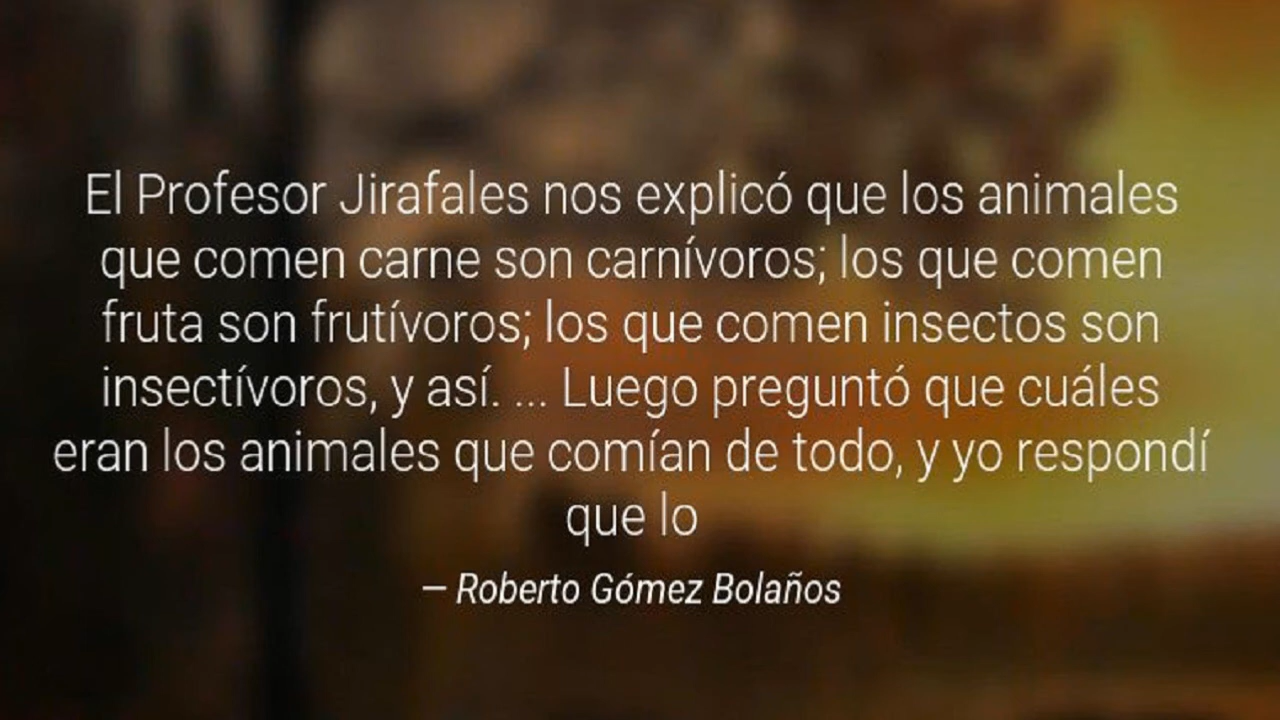 El Profesor Jirafales nos explicó que los animales
que comen carne son carnívoros; los que comen
fruta son frutívoros; los que comen insectos son
insectívoros, y así. ... Luego preguntó que cuáles
eran los animales que comían de todo, y yo respondí
que lo
— Roberto Gómez Bolaños